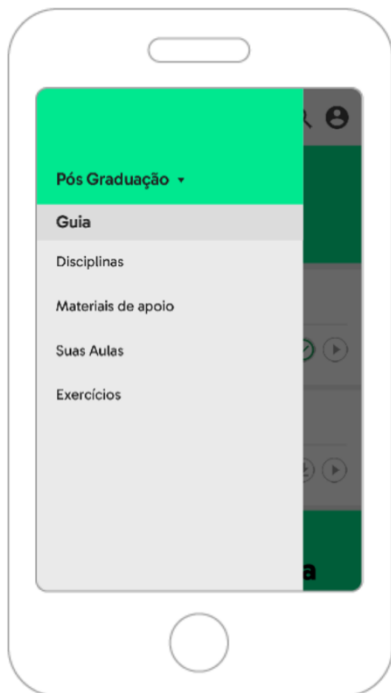 Pós Graduação
Guia
Disciplinas
Materiais de apoio
Suas Aulas
Exercícios
a